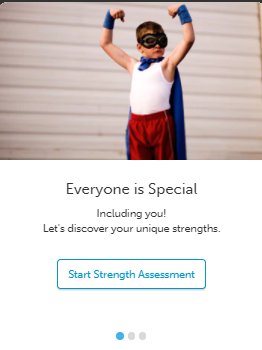 Everyone is Special
Including you!
Let's discover your unique strengths.
Start Strength Assessment